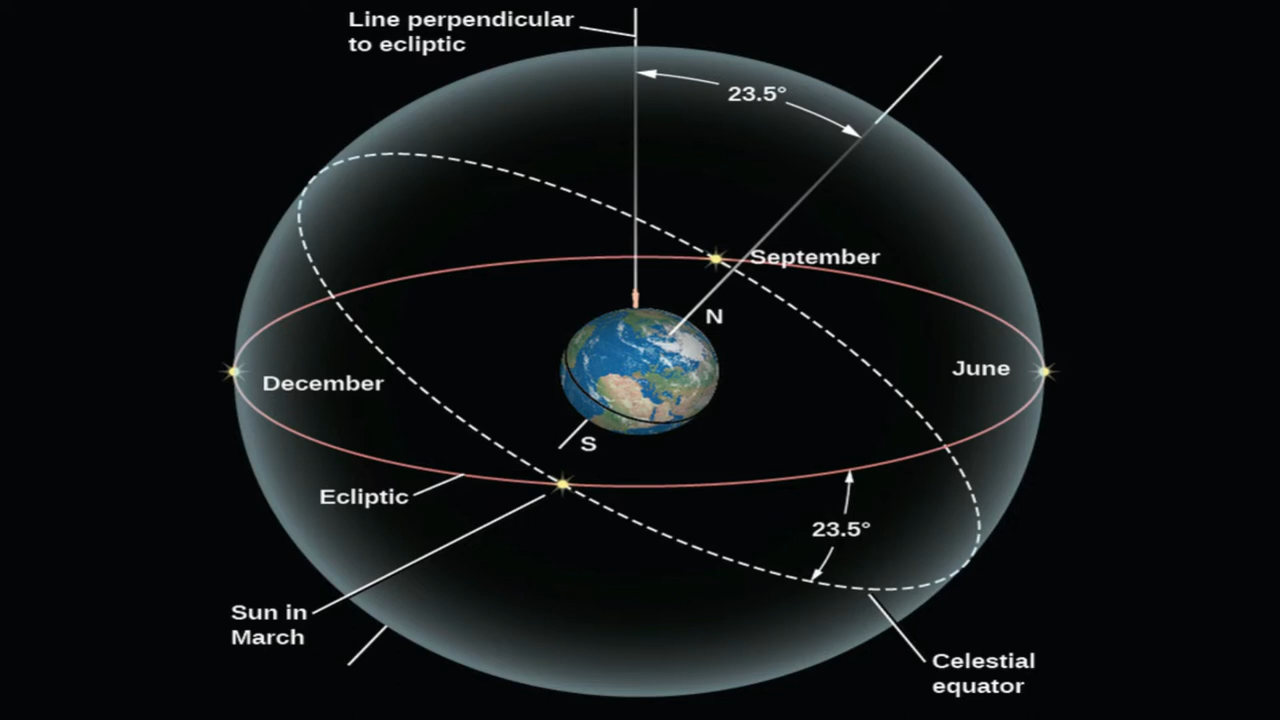 Line perpendicular
to ecliptic
23.5°
September
N
June
December
S
Ecliptic
23.5°
Sun in
March
Celestial
equator